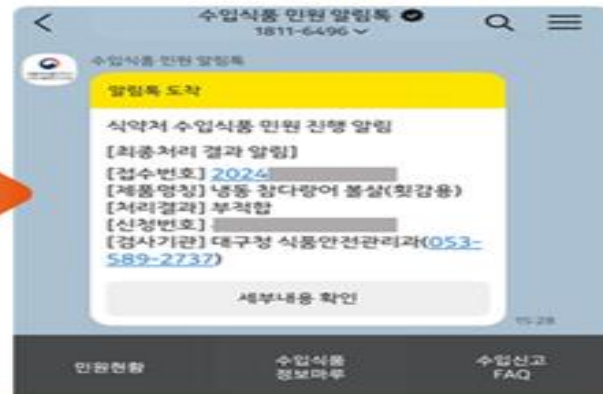 수입식품 민원 알림톡
1811-6496
수입식품 민원 알림톡
알림톡 도착
식약처 수입식품 민원 진행 알림
[최종처리 결과 알림]
[접수번호] 2024
[제품명칭] 냉동 참다랑어 볼살(횟감용)
[처리결과] 부적합
[신청번호]
[검사기관] 대구청 식품안전관리과(053-
589-2737)
세부내용 확인
15:28
민원현황
수입식품
정보마루
수입신고
FAQ